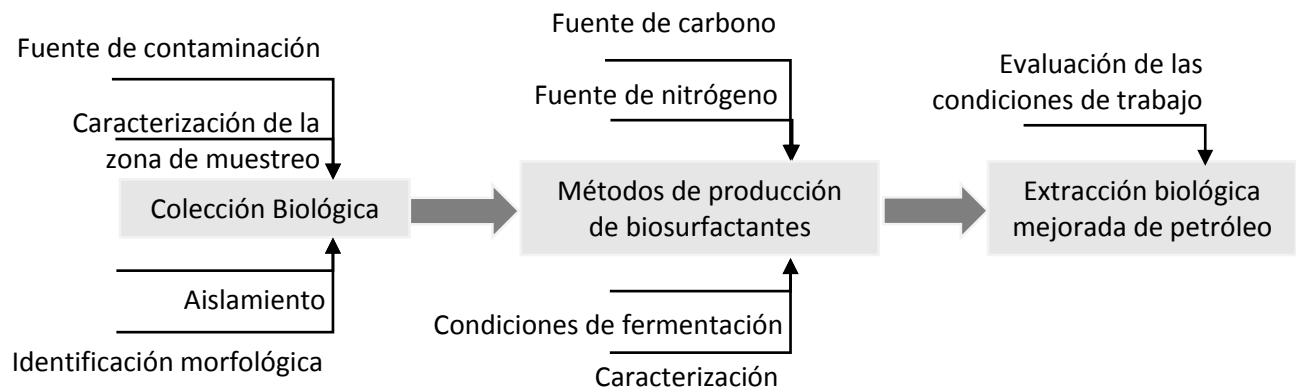 Fuente de contaminación
Caracterización de la
zona de muestreo
Colección Biológica
Aislamiento
Identificación morfológica
Fuente de carbono
Fuente de nitrógeno
Métodos de producción
de biosurfactantes
Condiciones de fermentación
Caracterización
Evaluación de las
condiciones de trabajo
Extracción biológica
mejorada de petróleo